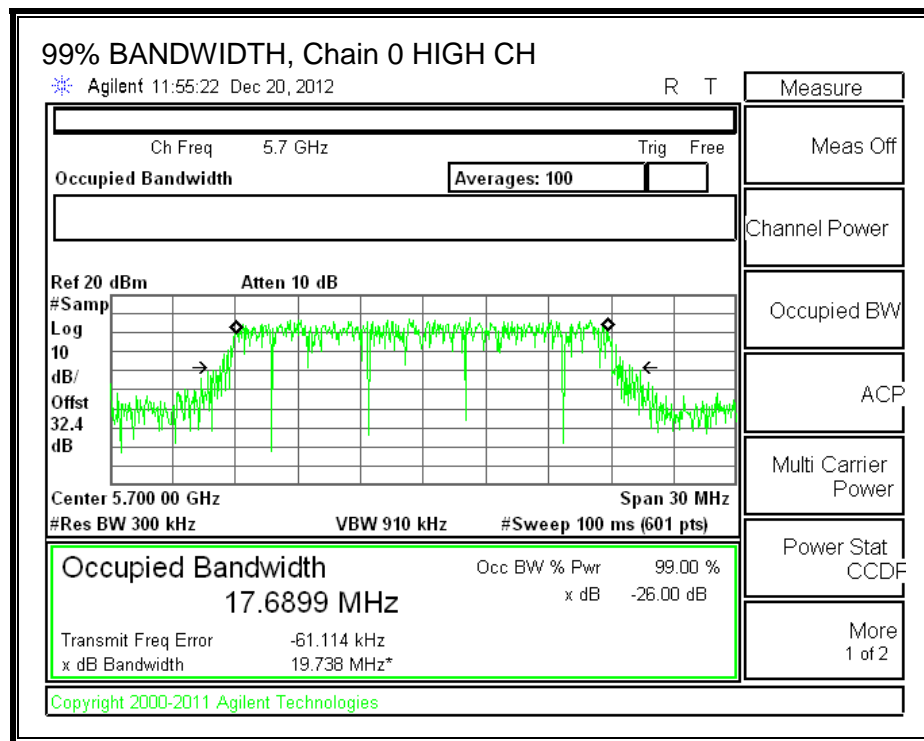 99% BANDWIDTH, Chain 0 HIGH CH
Agilent 11:55:22 Dec 20, 2012 R T
Measure
Ch Freq 5.7 GHz Trig Free
Occupied Bandwidth Averages: 100
Ref 20 dBm Atten 10 dB
#Samp
Log
10
dB/
Offst
32.4
dB
Center 5.700 00 GHz Span 30 MHz
#Res BW 300 kHz VBW 910 kHz #Sweep 100 ms (601 pts)
Occupied Bandwidth Occ BW % Pwr 99.00 %
17.6899 MHz x dB -26.00 dB
Transmit Freq Error -61.114 kHz
x dB Bandwidth 19.738 MHz*
Meas Off
Channel Power
Occupied BW
ACP
Multi Carrier
Power
Power Stat
CCDF
More
1 of 2
Copyright 2000-2011 Agilent Technologies